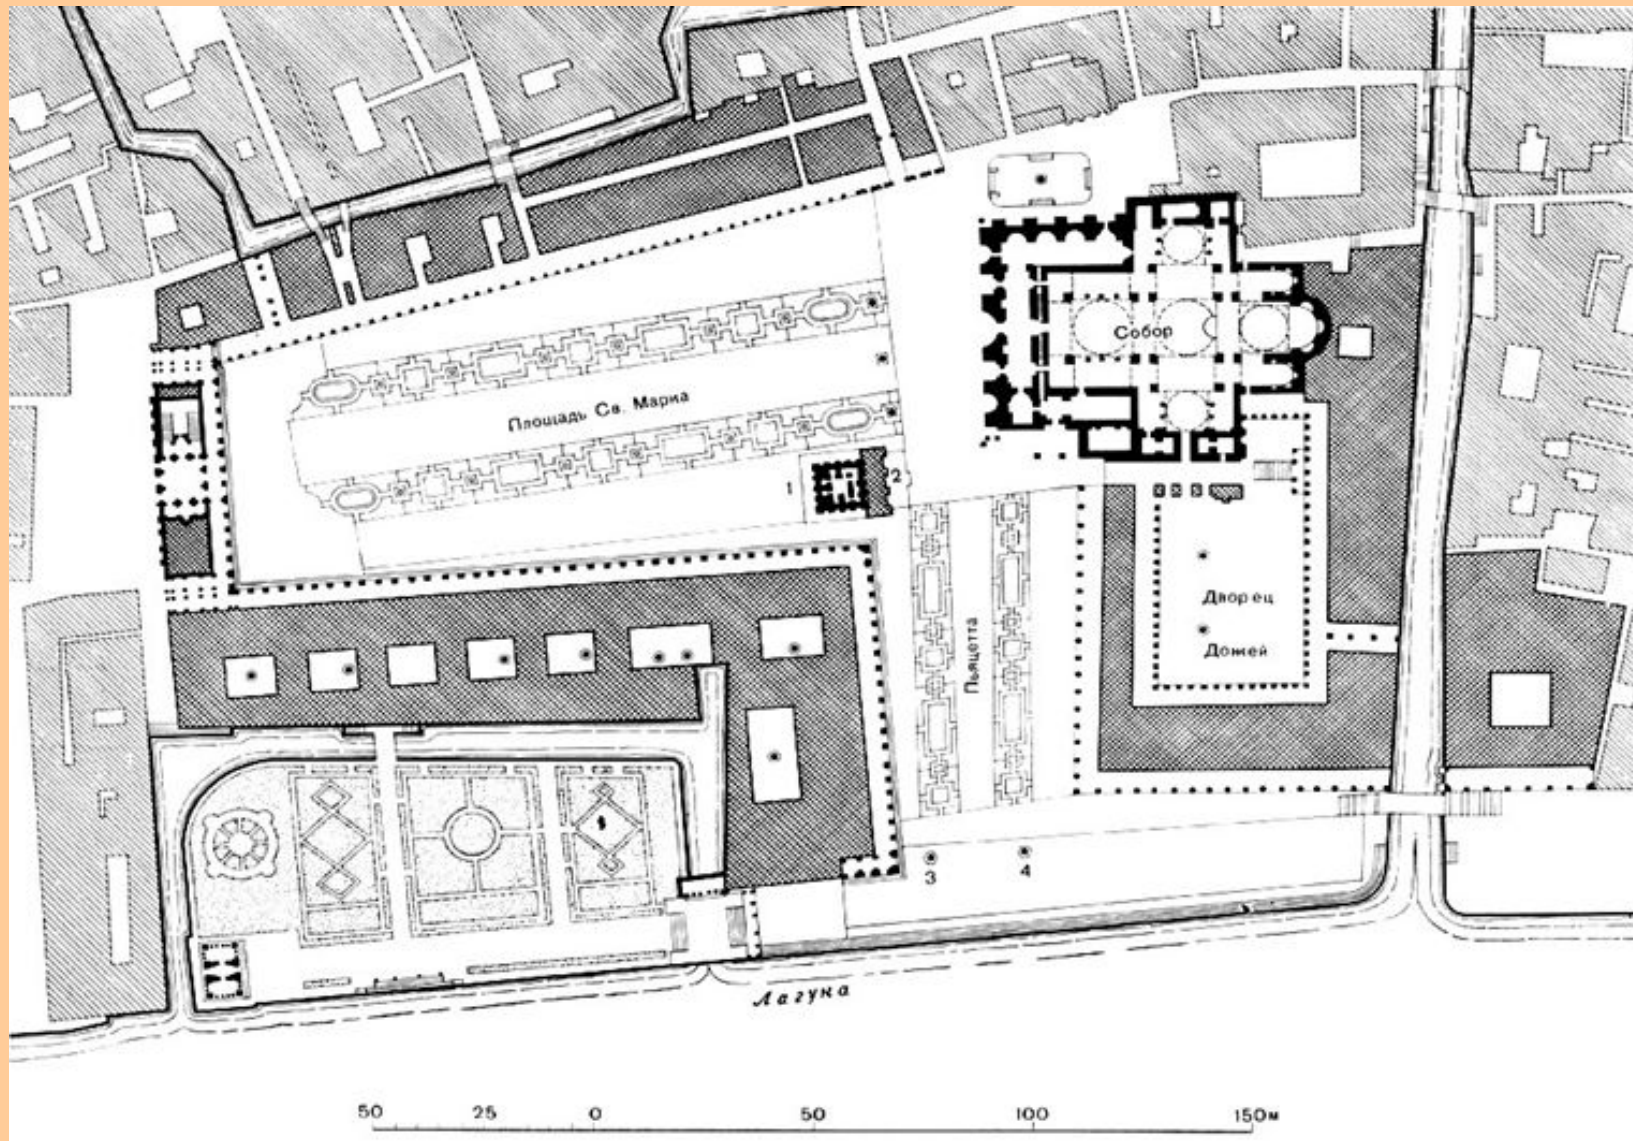 Собор
Площадь Св. Марка
1
2
Дворец
Дожей
Пьяцетта
3
4
Лагуна
50 25 0 50 100 150м